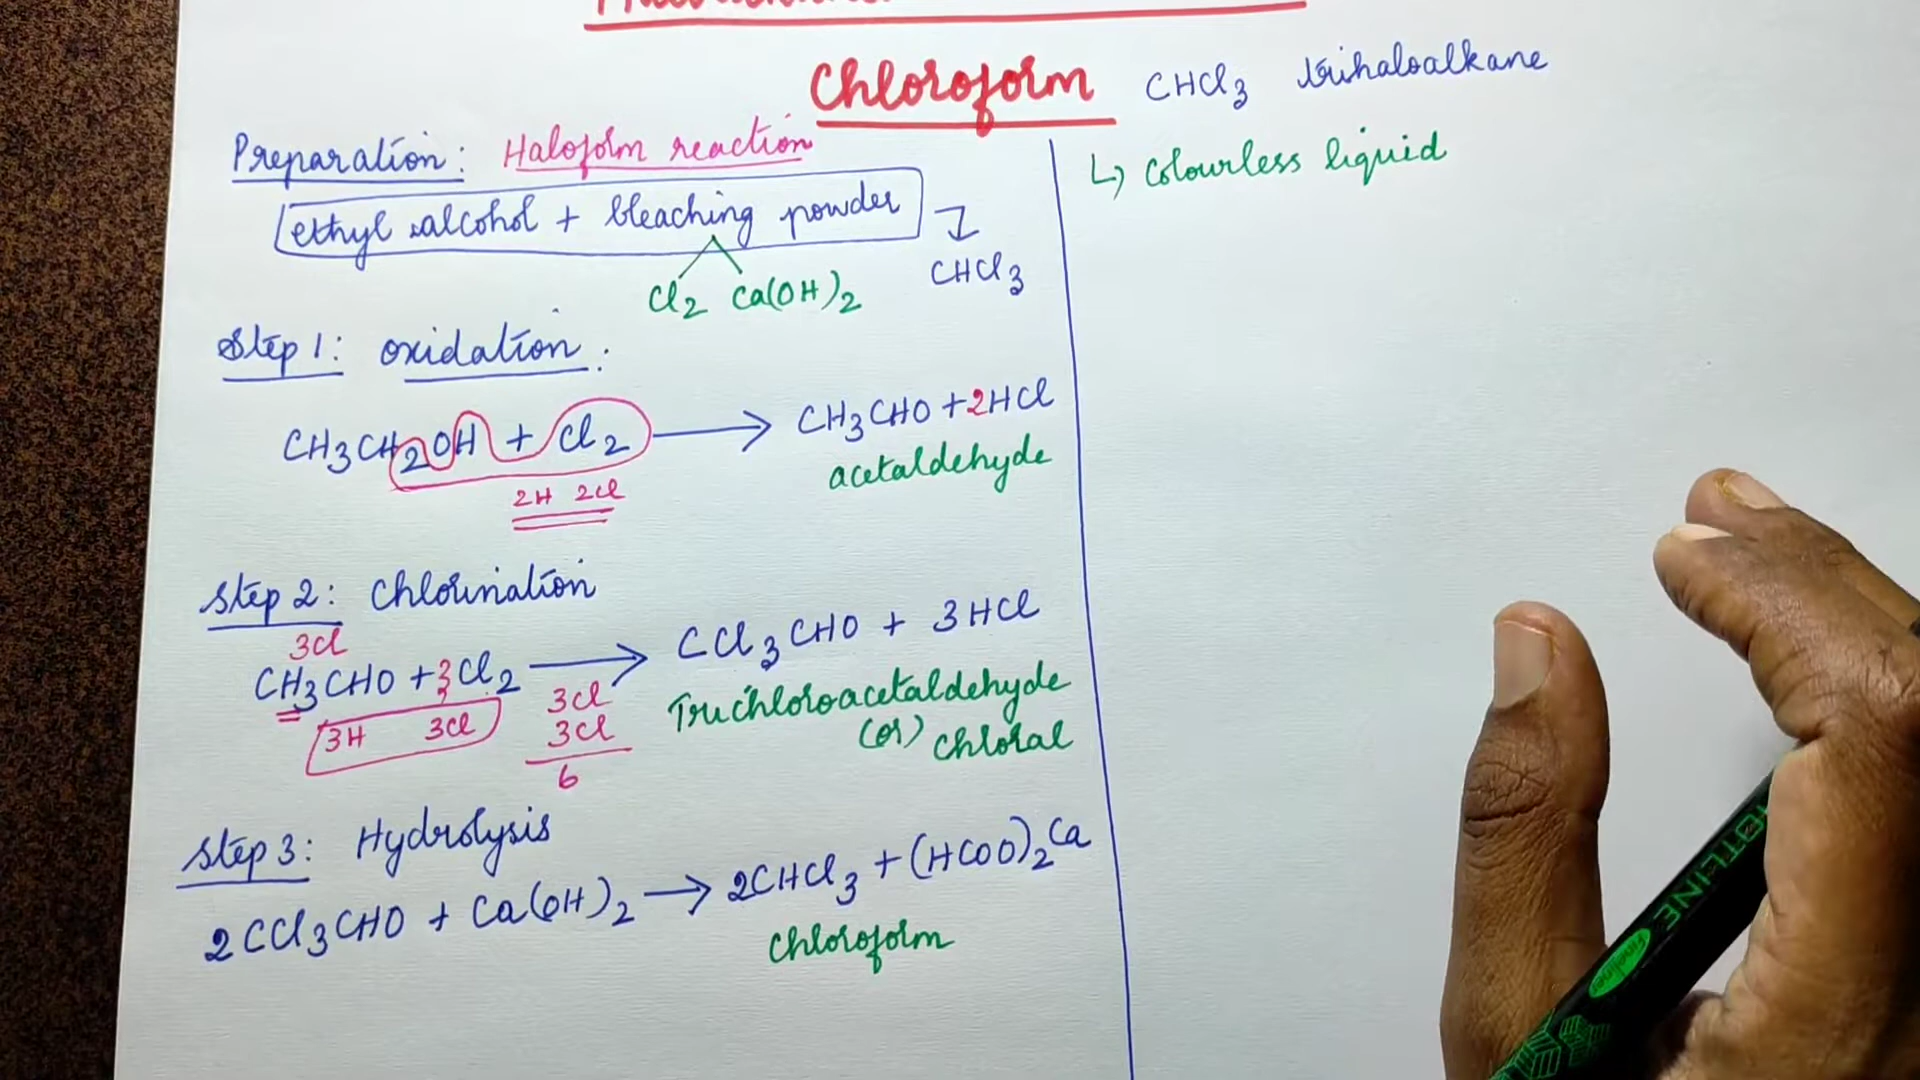 Chloroform CHCl3 trihaloalkane
Preparation: Haloform reaction
ethyl alcohol + bleaching powder
Cl2 Ca(OH)2
CHCl3
Step 1: oxidation.
CH3CH2OH + Cl2 → CH3CHO + 2HCl
acetaldehyde
2H 2Cl
Step 2: Chlorination
3Cl
CH3CHO + 3Cl2 → CCl3CHO + 3HCl
3H 3Cl
3Cl
3Cl
6
Trichloroacetaldehyde
(or) chloral
Step 3: Hydrolysis
2CCl3CHO + Ca(OH)2 → 2CHCl3 + (HCOO)2Ca
Chloroform
↳ Colourless liquid
HOTLINE
Fineliner